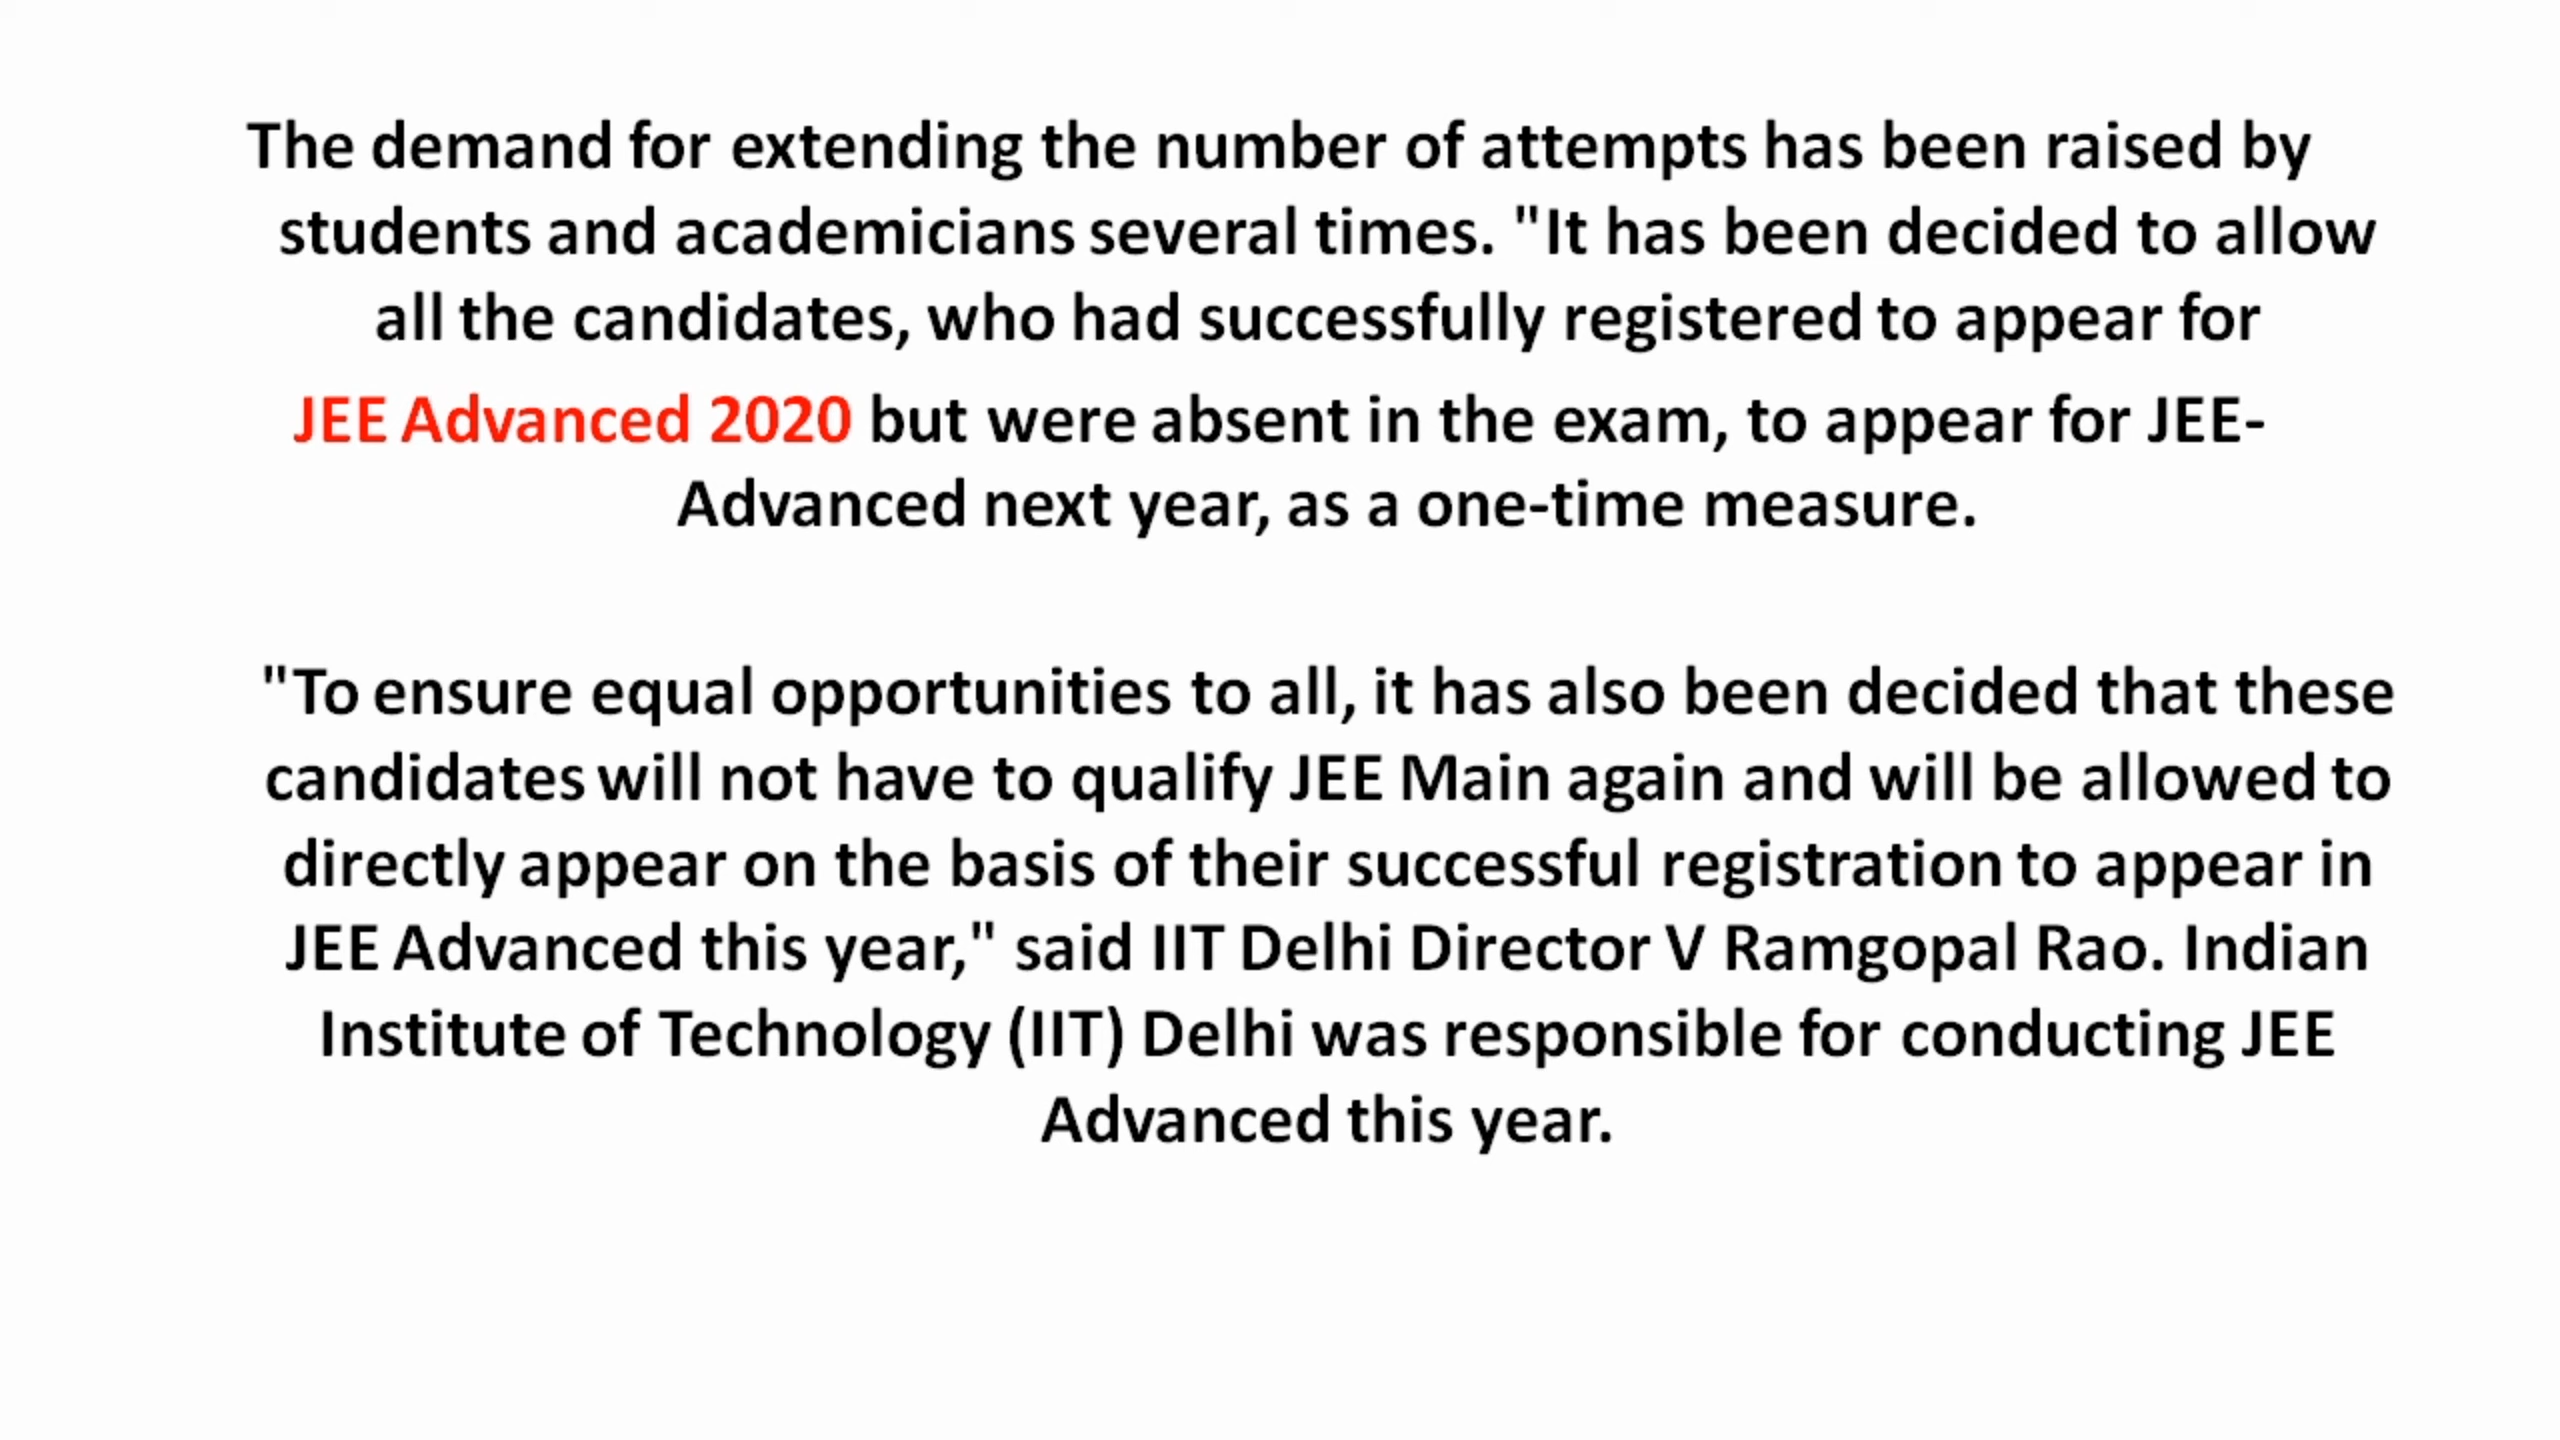 The demand for extending the number of attempts has been raised by
students and academicians several times. "It has been decided to allow
all the candidates, who had successfully registered to appear for
JEE Advanced 2020 but were absent in the exam, to appear for JEE-
Advanced next year, as a one-time measure.
"To ensure equal opportunities to all, it has also been decided that these
candidates will not have to qualify JEE Main again and will be allowed to
directly appear on the basis of their successful registration to appear in
JEE Advanced this year," said IIT Delhi Director V Ramgopal Rao. Indian
Institute of Technology (IIT) Delhi was responsible for conducting JEE
Advanced this year.